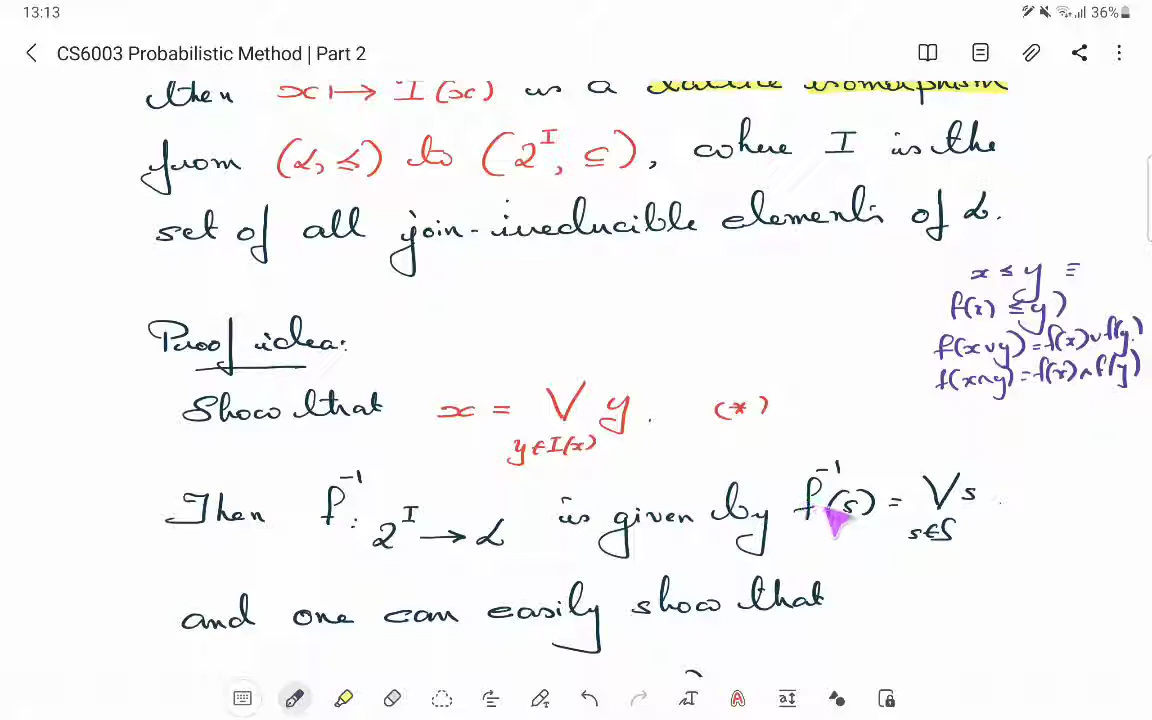 13:13 36%
CS6003 Probabilistic Method | Part 2
then x ↦ I(x) is a lattice isomorphism
from (L, ≤) to (2^I, ⊆), where I is the
set of all join-irreducible elements of L.
x ≤ y ≡
f(x) ≤ y)
f(x∨y) = f(x) ∪ f(y)
f(x∧y) = f(x) ∧ f(y)
Proof idea:
Show that x = ⋁ y . (*)
y∈I(x)
Then f^-1 : 2^I → L is given by f^-1(s) = ⋁ s .
s∈S
and one can easily show that